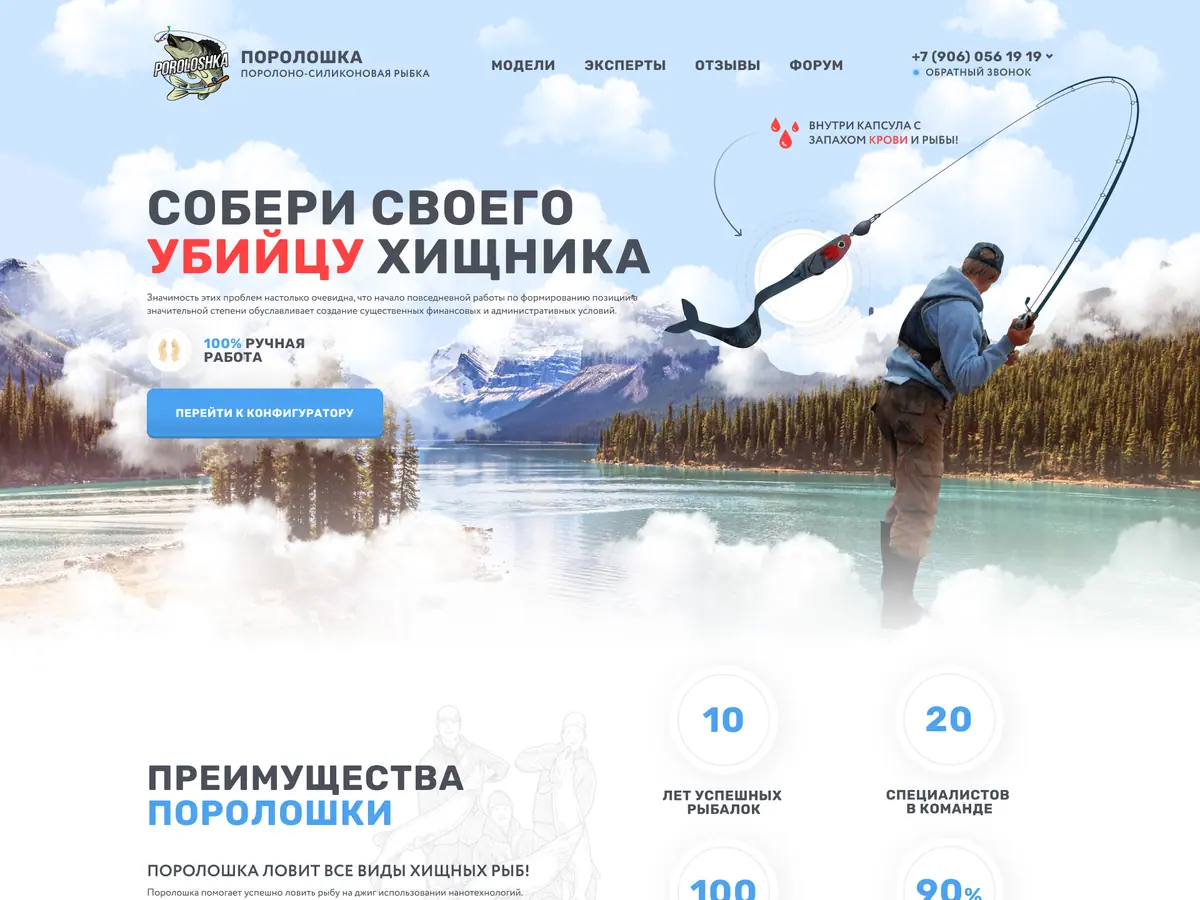 POROLOSHKA
ПОРОЛОШКА
ПОРОЛОНО-СИЛИКОНОВАЯ РЫБКА
МОДЕЛИ
ЭКСПЕРТЫ
ОТЗЫВЫ
ФОРУМ
+7 (906) 056 19 19
ОБРАТНЫЙ ЗВОНОК
ВНУТРИ КАПСУЛА С
ЗАПАХОМ КРОВИ И РЫБЫ!
СОБЕРИ СВОЕГО
УБИЙЦУ ХИЩНИКА
Значимость этих проблем настолько очевидна, что начало повседневной работы по формированию позиции в
значительной степени обуславливает создание существенных финансовых и административных условий.
100% РУЧНАЯ
РАБОТА
ПЕРЕЙТИ К КОНФИГУРАТОРУ
10
ЛЕТ УСПЕШНЫХ
РЫБАЛОК
20
СПЕЦИАЛИСТОВ
В КОМАНДЕ
ПРЕИМУЩЕСТВА
ПОРОЛОШКИ
ПОРОЛОШКА ЛОВИТ ВСЕ ВИДЫ ХИЩНЫХ РЫБ!
Поролошка помогает успешно ловить рыбу на джиг использовании нанотехнологий.
100
90%